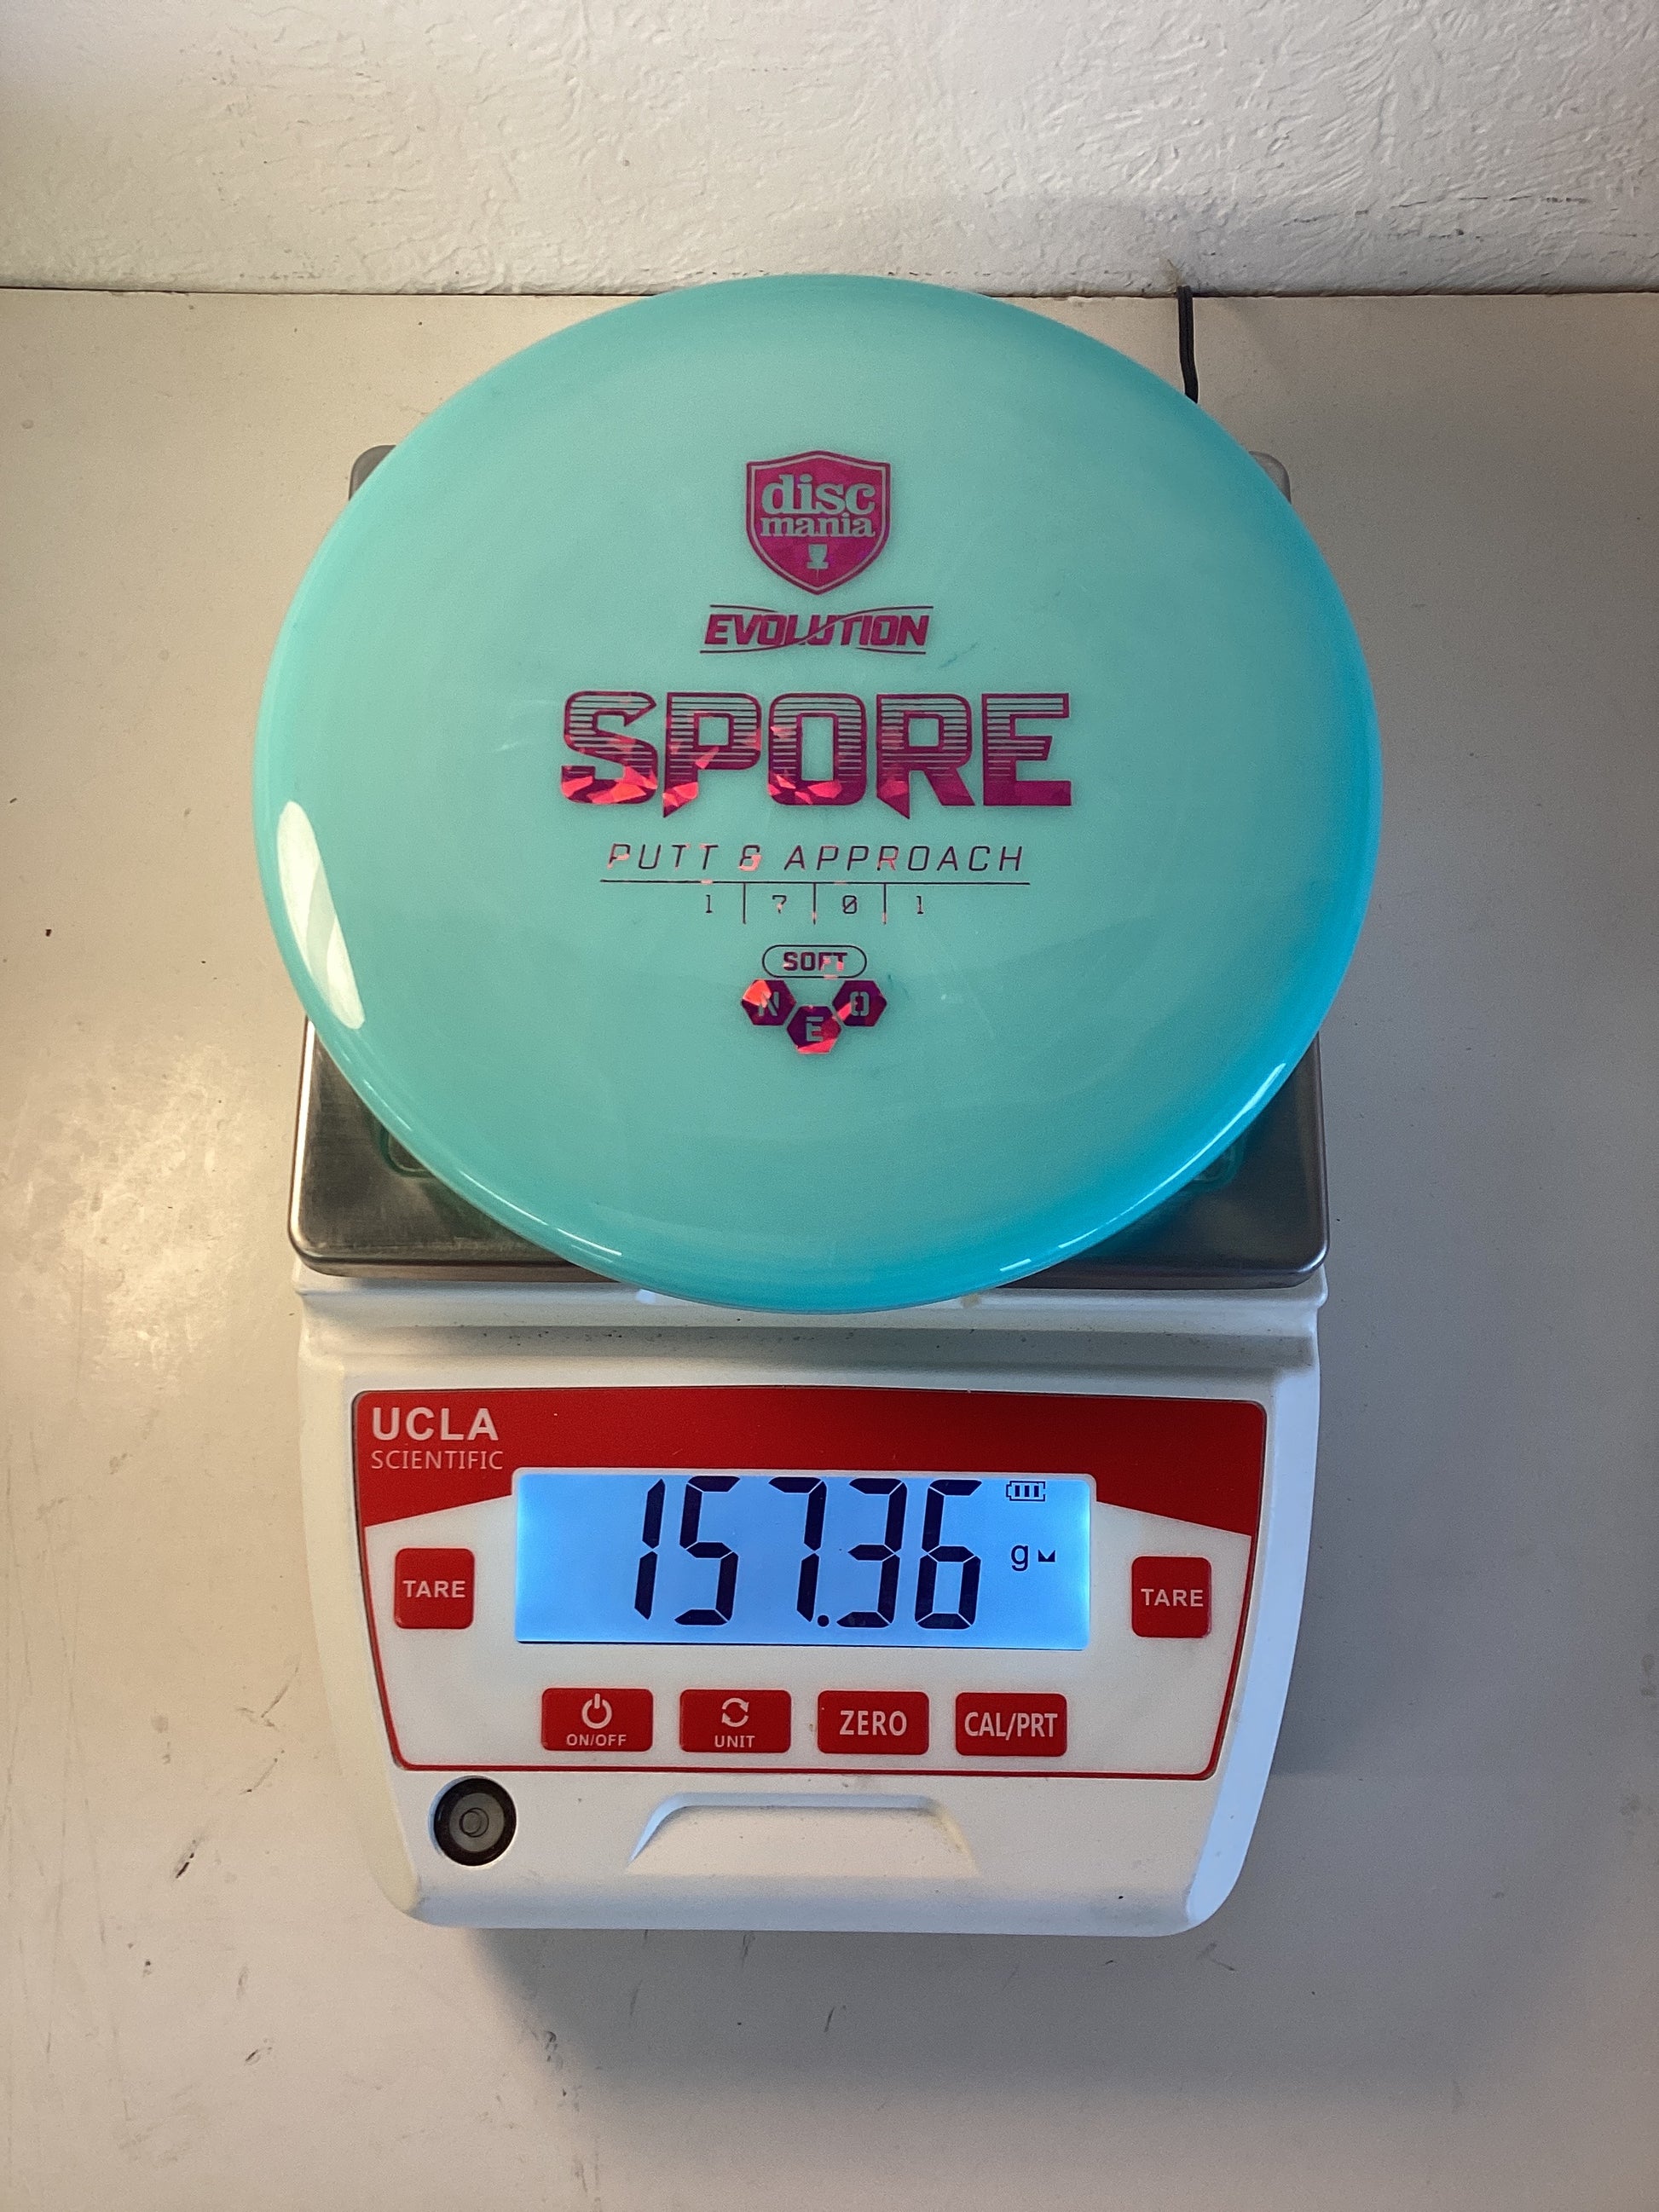 disc
mania
EVOLUTION
SPORE
PUTT & APPROACH
1 7 0 1
SOFT
NEO
UCLA
SCIENTIFIC
157.36 g
TARE
TARE
ON/OFF
UNIT
ZERO
CAL/PRT